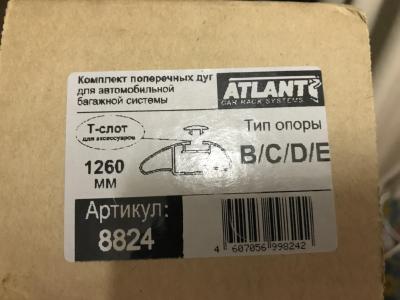 Комплект поперечных дуг
для автомобильной
багажной системы
ATLANT
CAR RACK SYSTEMS
Т-слот
для аксессуаров
Тип опоры
1260
мм
B/C/D/E
Артикул:
8824
4 607056 998242